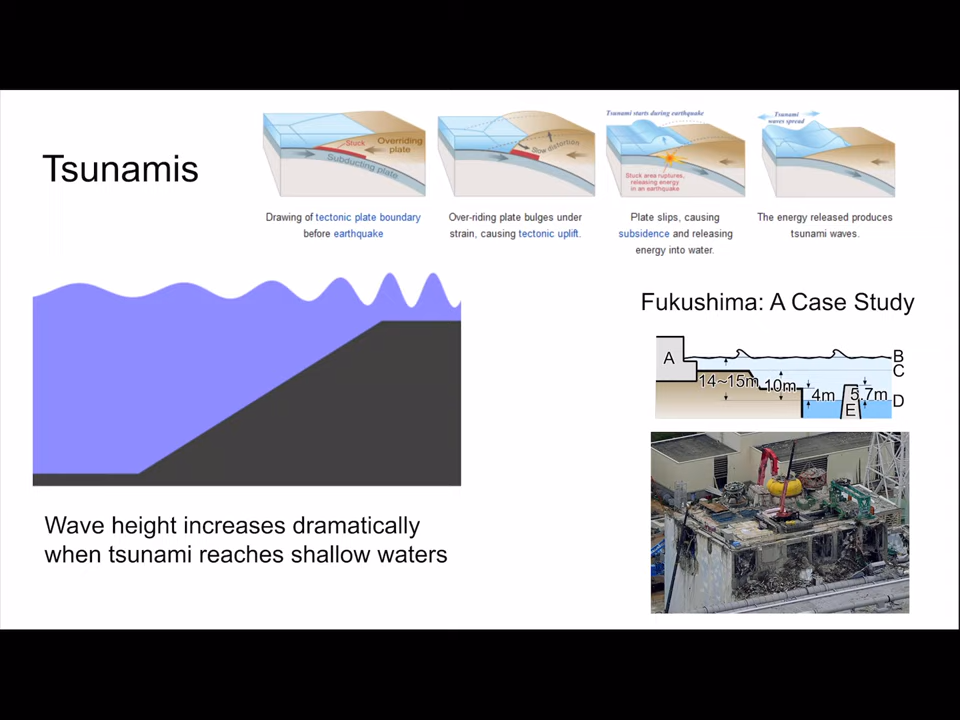 Tsunamis
Stuck
Overriding
plate
Subducting plate
Drawing of tectonic plate boundary
before earthquake
Slow distortion
Over-riding plate bulges under
strain, causing tectonic uplift.
Tsunami starts during earthquake
Stuck area ruptures,
releasing energy
in an earthquake
Plate slips, causing
subsidence and releasing
energy into water.
Tsunami
waves spread
The energy released produces
tsunami waves.
Wave height increases dramatically
when tsunami reaches shallow waters
Fukushima: A Case Study
A
B
C
14~15m
10m
4m
5.7m
D
E